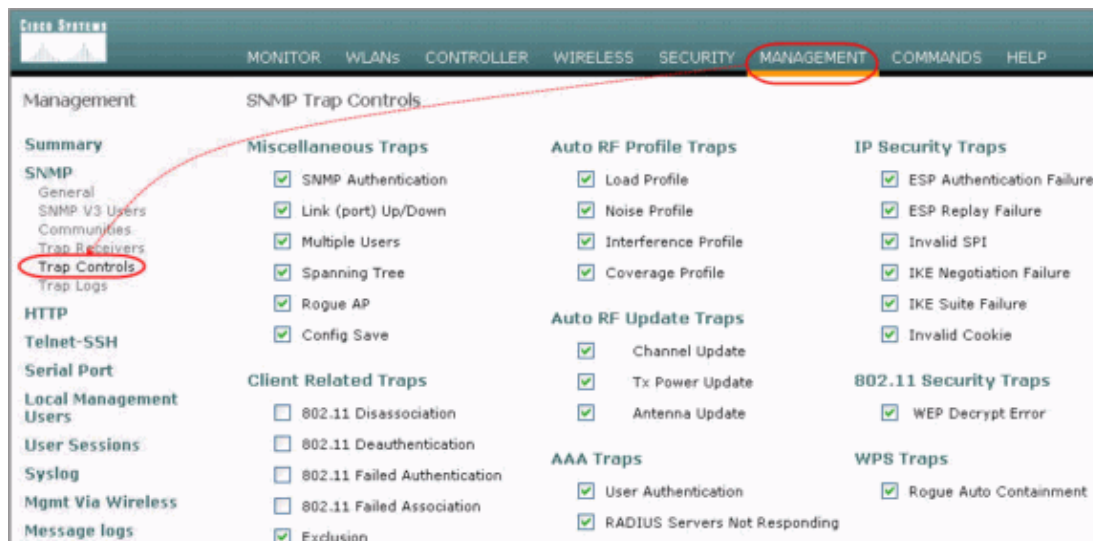 CISCO SYSTEMS
MONITOR WLANs CONTROLLER WIRELESS SECURITY MANAGEMENT COMMANDS HELP
Management
Summary
SNMP
General
SNMP V3 Users
Communities
Trap Receivers
Trap Controls
Trap Logs
HTTP
Telnet-SSH
Serial Port
Local Management
Users
User Sessions
Syslog
Mgmt Via Wireless
Message logs
SNMP Trap Controls
Miscellaneous Traps
SNMP Authentication
Link (port) Up/Down
Multiple Users
Spanning Tree
Rogue AP
Config Save
Client Related Traps
802.11 Disassociation
802.11 Deauthentication
802.11 Failed Authentication
802.11 Failed Association
Exclusion
Auto RF Profile Traps
Load Profile
Noise Profile
Interference Profile
Coverage Profile
Auto RF Update Traps
Channel Update
Tx Power Update
Antenna Update
AAA Traps
User Authentication
RADIUS Servers Not Responding
IP Security Traps
ESP Authentication Failure
ESP Replay Failure
Invalid SPI
IKE Negotiation Failure
IKE Suite Failure
Invalid Cookie
802.11 Security Traps
WEP Decrypt Error
WPS Traps
Rogue Auto Containment